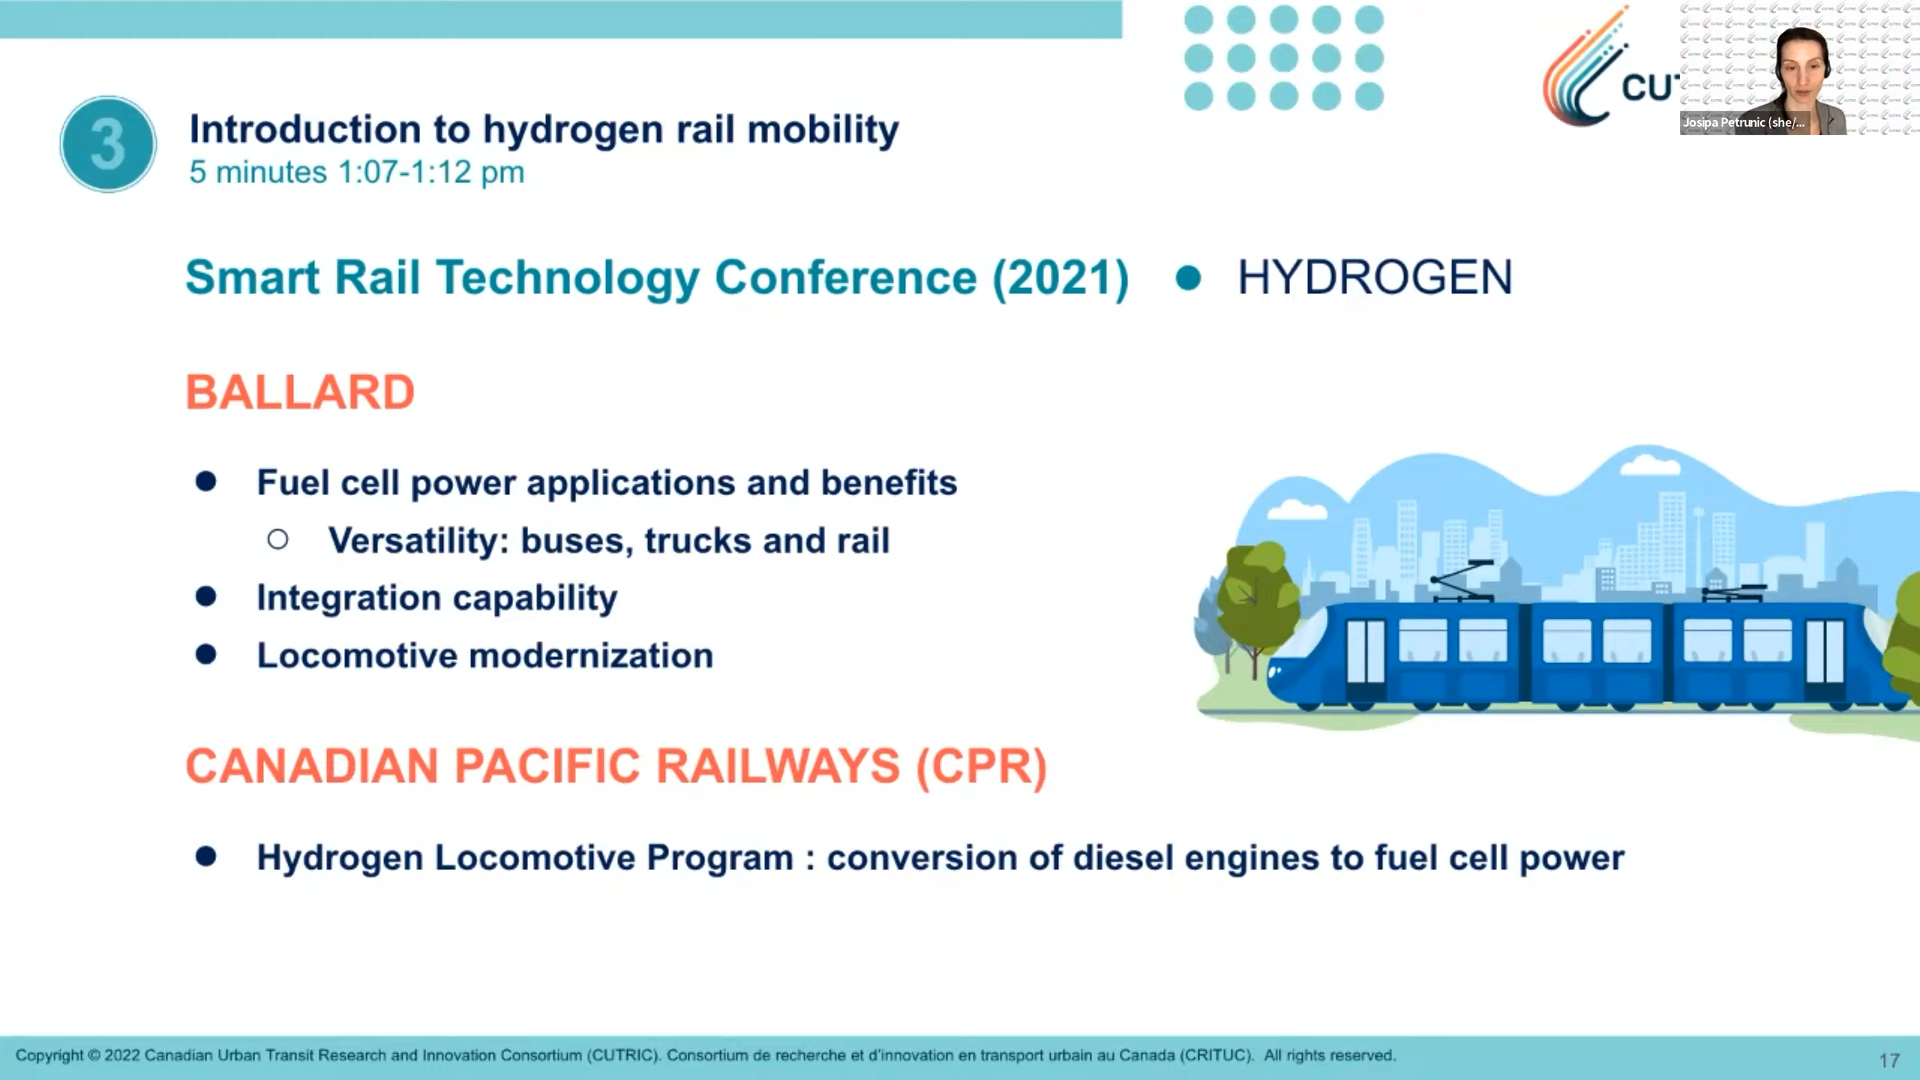 CUT
Josipa Petrunic (she/...
3
Introduction to hydrogen rail mobility
5 minutes 1:07-1:12 pm
Smart Rail Technology Conference (2021) ● HYDROGEN
BALLARD
● Fuel cell power applications and benefits
○ Versatility: buses, trucks and rail
● Integration capability
● Locomotive modernization
CANADIAN PACIFIC RAILWAYS (CPR)
● Hydrogen Locomotive Program : conversion of diesel engines to fuel cell power
Copyright © 2022 Canadian Urban Transit Research and Innovation Consortium (CUTRIC). Consortium de recherche et d'innovation en transport urbain au Canada (CRITUC). All rights reserved.
17